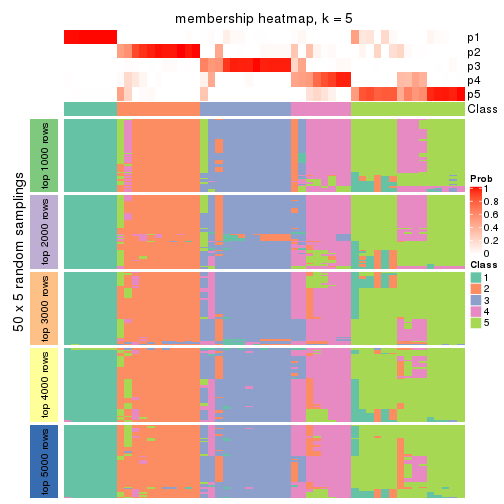 membership heatmap, k = 5
p1
p2
p3
p4
p5
Class
50 x 5 random samplings
top 1000 rows
top 2000 rows
top 3000 rows
top 4000 rows
top 5000 rows
Prob
1
0.8
0.6
0.4
0.2
0
Class
1
2
3
4
5